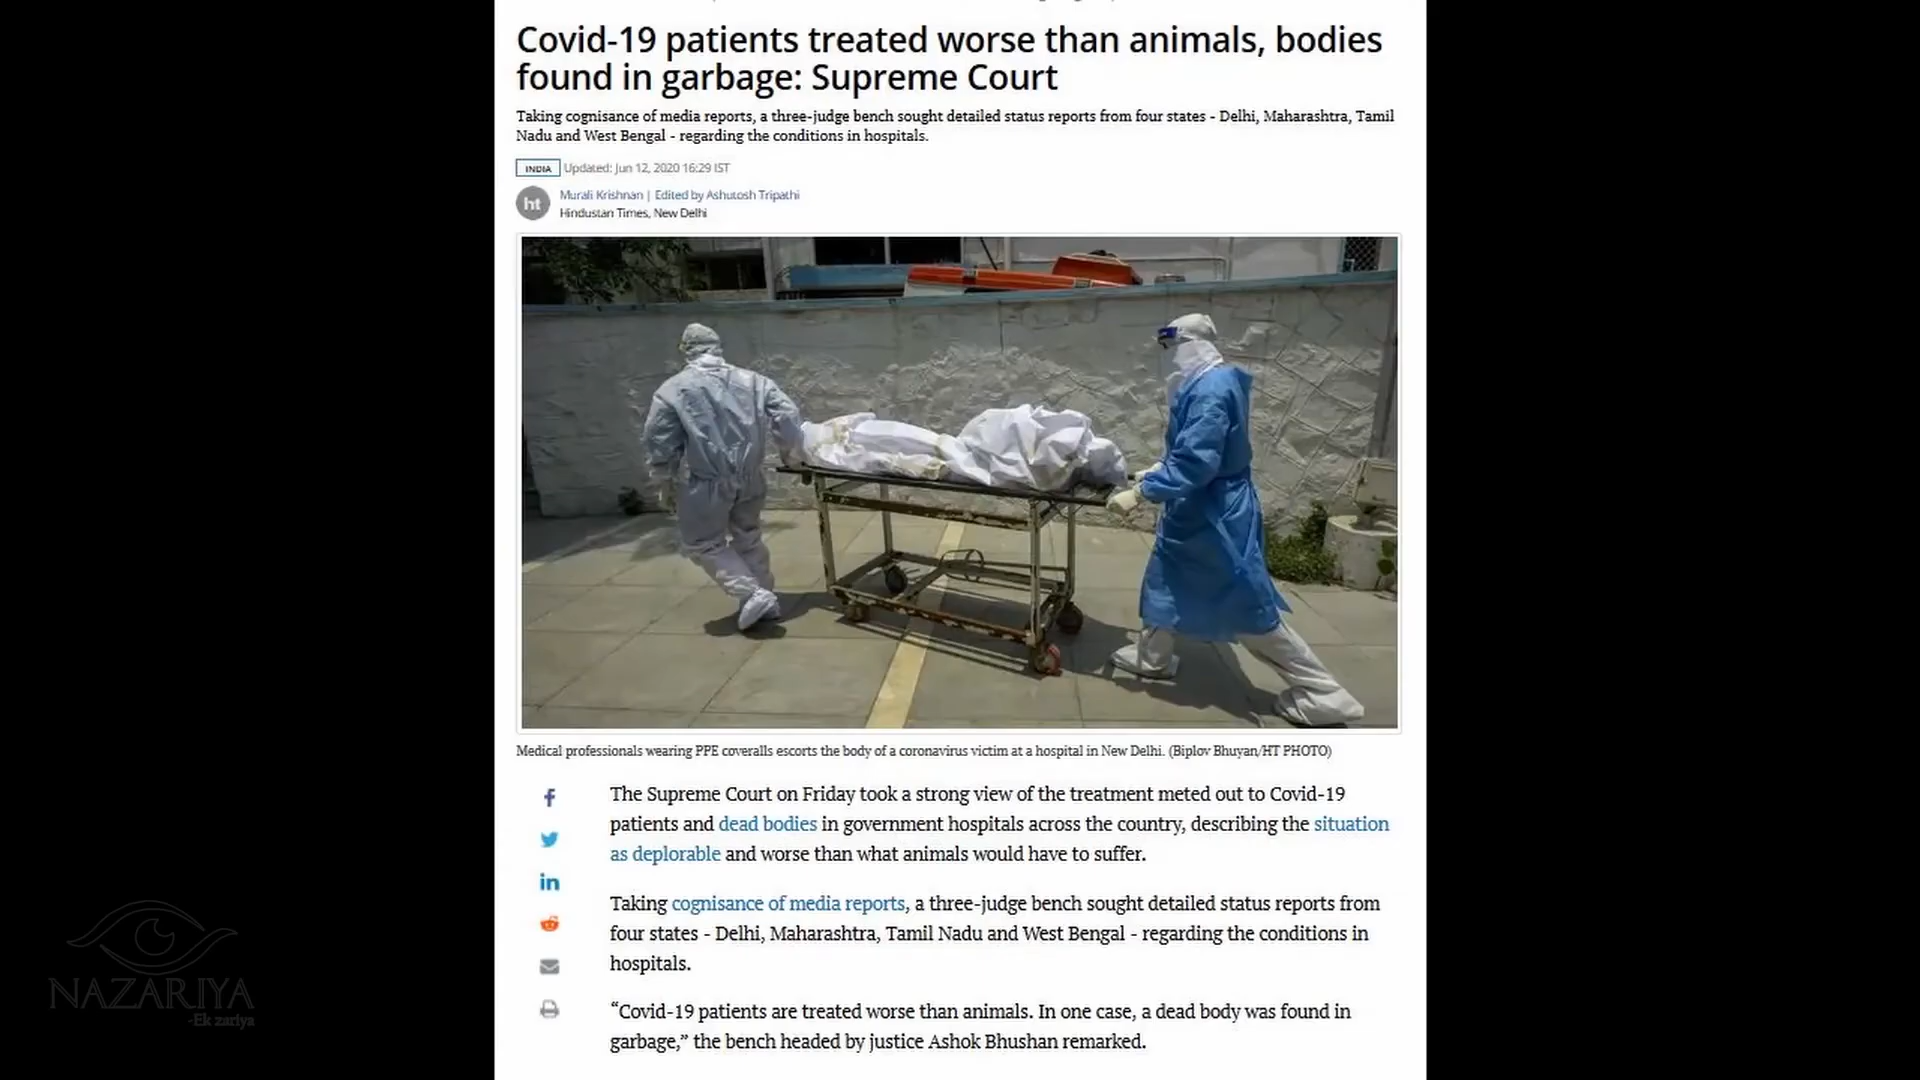 Covid-19 patients treated worse than animals, bodies
found in garbage: Supreme Court
Taking cognisance of media reports, a three-judge bench sought detailed status reports from four states - Delhi, Maharashtra, Tamil
Nadu and West Bengal - regarding the conditions in hospitals.
INDIA Updated: Jun 12, 2020 16:29 IST
ht
Murali Krishnan | Edited by Ashutosh Tripathi
Hindustan Times, New Delhi
Medical professionals wearing PPE coveralls escorts the body of a coronavirus victim at a hospital in New Delhi. (Biplov Bhuyan/HT PHOTO)
The Supreme Court on Friday took a strong view of the treatment meted out to Covid-19
patients and dead bodies in government hospitals across the country, describing the situation
as deplorable and worse than what animals would have to suffer.
Taking cognisance of media reports, a three-judge bench sought detailed status reports from
four states - Delhi, Maharashtra, Tamil Nadu and West Bengal - regarding the conditions in
hospitals.
“Covid-19 patients are treated worse than animals. In one case, a dead body was found in
garbage,” the bench headed by justice Ashok Bhushan remarked.
NAZARIYA
-Ek zariya